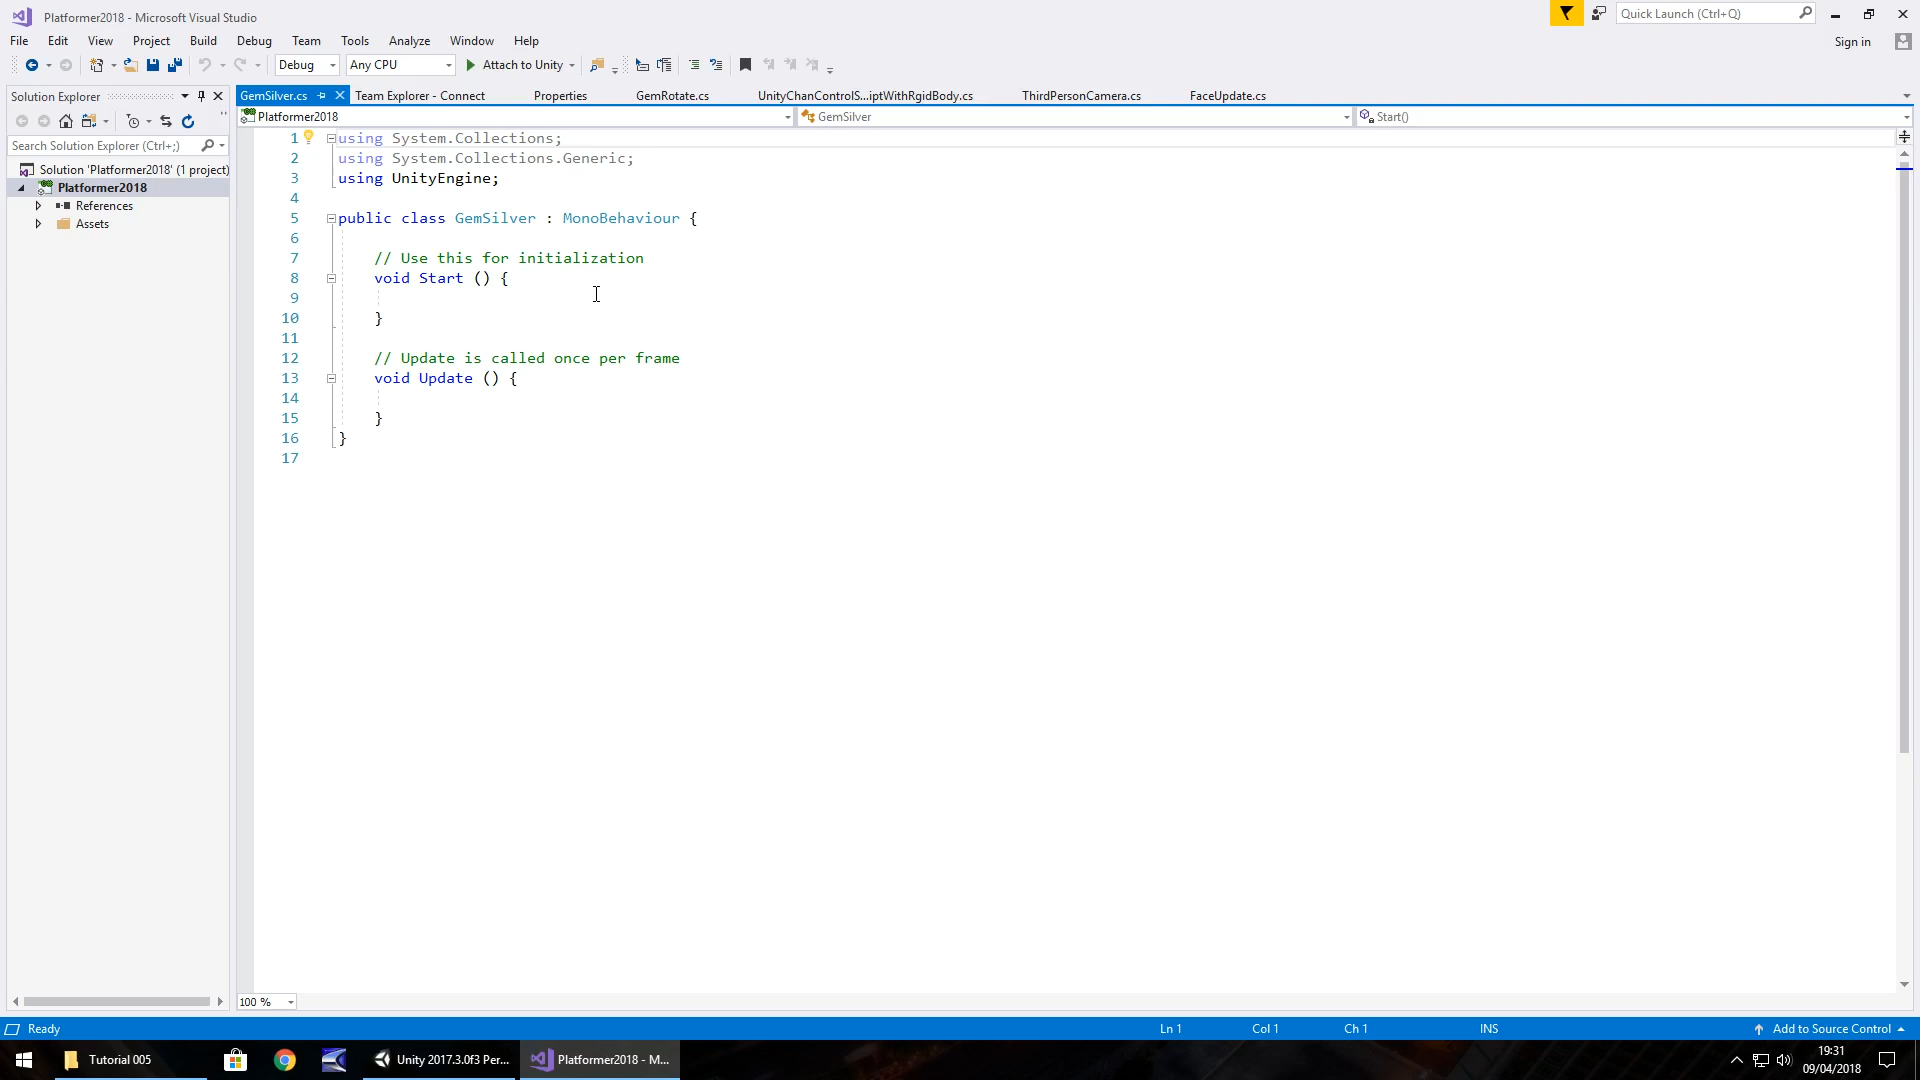 Platformer2018 - Microsoft Visual Studio
Quick Launch (Ctrl+Q)
File Edit View Project Build Debug Team Tools Analyze Window Help
Sign in
Debug Any CPU Attach to Unity
Solution Explorer
GemSilver.cs Team Explorer - Connect Properties GemRotate.cs UnityChanControlS...iptWithRgidBody.cs ThirdPersonCamera.cs FaceUpdate.cs
Platformer2018 GemSilver Start()
Search Solution Explorer (Ctrl+;)
Solution 'Platformer2018' (1 project)
Platformer2018
References
Assets
1 using System.Collections;
2 using System.Collections.Generic;
3 using UnityEngine;
4
5 public class GemSilver : MonoBehaviour {
6
7 // Use this for initialization
8 void Start () {
9
10 }
11
12 // Update is called once per frame
13 void Update () {
14
15 }
16 }
17
100 %
Ready Ln 1 Col 1 Ch 1 INS Add to Source Control
Tutorial 005 Unity 2017.3.0f3 Per... Platformer2018 - M...
19:31
09/04/2018